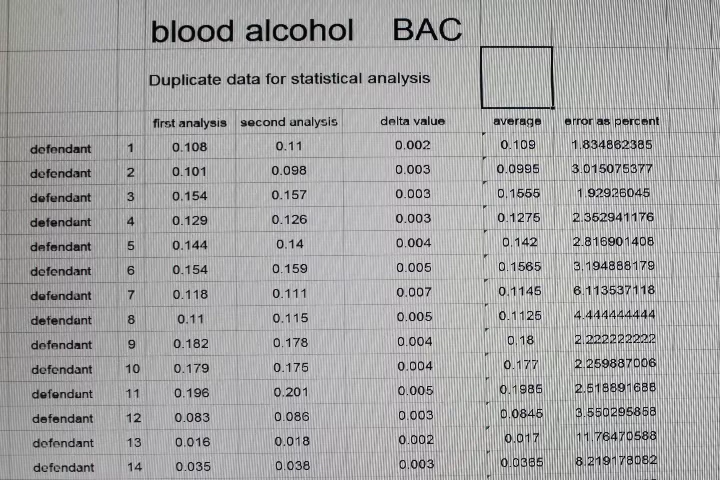 blood alcohol BAC
Duplicate data for statistical analysis
first analysis second analysis delta value average error as percent
defendant 1 0.108 0.11 0.002 0.109 1.834862385
defendant 2 0.101 0.098 0.003 0.0995 3.015075377
defendant 3 0.154 0.157 0.003 0.1555 1.92926045
defendant 4 0.129 0.126 0.003 0.1275 2.352941176
defendant 5 0.144 0.14 0.004 0.142 2.816901408
defendant 6 0.154 0.159 0.005 0.1565 3.194888179
defendant 7 0.118 0.111 0.007 0.1145 6.113537118
defendant 8 0.11 0.115 0.005 0.1125 4.444444444
defendant 9 0.182 0.178 0.004 0.18 2.222222222
defendant 10 0.179 0.175 0.004 0.177 2.259887006
defendant 11 0.196 0.201 0.005 0.1985 2.518891688
defendant 12 0.083 0.086 0.003 0.0845 3.550295858
defendant 13 0.016 0.018 0.002 0.017 11.76470588
defendant 14 0.035 0.038 0.003 0.0365 8.219178082